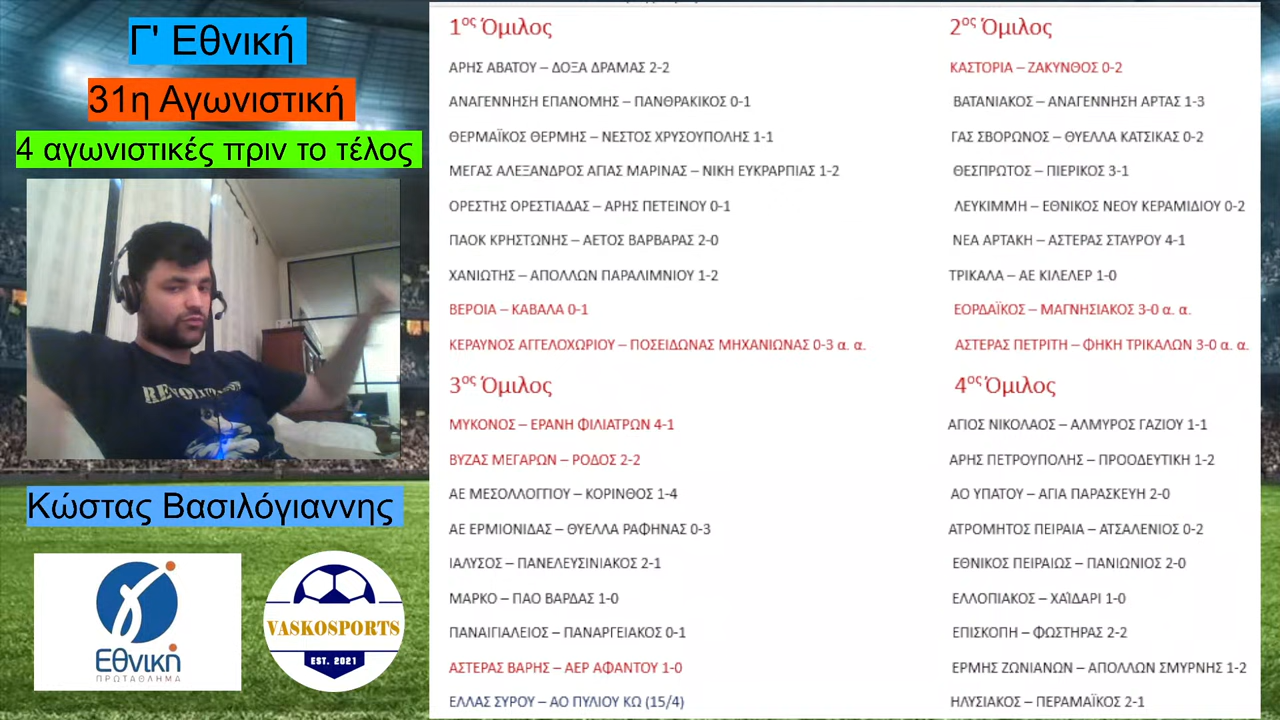 Γ' Εθνική
31η Αγωνιστική
4 αγωνιστικές πριν το τέλος
RE
Κώστας Βασιλόγιαννης
Εθνική
ΠΡΩΤΑΘΛΗΜΑ
VASKOSPORTS
EST. 2021
1ος Όμιλος
ΑΡΗΣ ΑΒΑΤΟΥ – ΔΟΞΑ ΔΡΑΜΑΣ 2-2
ΑΝΑΓΕΝΝΗΣΗ ΕΠΑΝΟΜΗΣ – ΠΑΝΘΡΑΚΙΚΟΣ 0-1
ΘΕΡΜΑΪΚΟΣ ΘΕΡΜΗΣ – ΝΕΣΤΟΣ ΧΡΥΣΟΥΠΟΛΗΣ 1-1
ΜΕΓΑΣ ΑΛΕΞΑΝΔΡΟΣ ΑΓΙΑΣ ΜΑΡΙΝΑΣ – ΝΙΚΗ ΕΥΚΡΑΡΠΙΑΣ 1-2
ΟΡΕΣΤΗΣ ΟΡΕΣΤΙΑΔΑΣ – ΑΡΗΣ ΠΕΤΕΙΝΟΥ 0-1
ΠΑΟΚ ΚΡΗΣΤΩΝΗΣ – ΑΕΤΟΣ ΒΑΡΒΑΡΑΣ 2-0
ΧΑΝΙΩΤΗΣ – ΑΠΟΛΛΩΝ ΠΑΡΑΛΙΜΝΙΟΥ 1-2
ΒΕΡΟΙΑ – ΚΑΒΑΛΑ 0-1
ΚΕΡΑΥΝΟΣ ΑΓΓΕΛΟΧΩΡΙΟΥ – ΠΟΣΕΙΔΩΝΑΣ ΜΗΧΑΝΙΩΝΑΣ 0-3 α. α.
2ος Όμιλος
ΚΑΣΤΟΡΙΑ – ΖΑΚΥΝΘΟΣ 0-2
ΒΑΤΑΝΙΑΚΟΣ – ΑΝΑΓΕΝΝΗΣΗ ΑΡΤΑΣ 1-3
ΓΑΣ ΣΒΟΡΩΝΟΣ – ΘΥΕΛΛΑ ΚΑΤΣΙΚΑΣ 0-2
ΘΕΣΠΡΩΤΟΣ – ΠΙΕΡΙΚΟΣ 3-1
ΛΕΥΚΙΜΜΗ – ΕΘΝΙΚΟΣ ΝΕΟΥ ΚΕΡΑΜΙΔΙΟΥ 0-2
ΝΕΑ ΑΡΤΑΚΗ – ΑΣΤΕΡΑΣ ΣΤΑΥΡΟΥ 4-1
ΤΡΙΚΑΛΑ – ΑΕ ΚΙΛΕΛΕΡ 1-0
ΕΟΡΔΑΪΚΟΣ – ΜΑΓΝΗΣΙΑΚΟΣ 3-0 α. α.
ΑΣΤΕΡΑΣ ΠΕΤΡΙΤΗ – ΦΗΚΗ ΤΡΙΚΑΛΩΝ 3-0 α. α.
3ος Όμιλος
ΜΥΚΟΝΟΣ – ΕΡΑΝΗ ΦΙΛΙΑΤΡΩΝ 4-1
ΒΥΖΑΣ ΜΕΓΑΡΩΝ – ΡΟΔΟΣ 2-2
ΑΕ ΜΕΣΟΛΛΟΓΓΙΟΥ – ΚΟΡΙΝΘΟΣ 1-4
ΑΕ ΕΡΜΙΟΝΙΔΑΣ – ΘΥΕΛΛΑ ΡΑΦΗΝΑΣ 0-3
ΙΑΛΥΣΟΣ – ΠΑΝΕΛΕΥΣΙΝΙΑΚΟΣ 2-1
ΜΑΡΚΟ – ΠΑΟ ΒΑΡΔΑΣ 1-0
ΠΑΝΑΙΓΙΑΛΕΙΟΣ – ΠΑΝΑΡΓΕΙΑΚΟΣ 0-1
ΑΣΤΕΡΑΣ ΒΑΡΗΣ – ΑΕΡ ΑΦΑΝΤΟΥ 1-0
ΕΛΛΑΣ ΣΥΡΟΥ – ΑΟ ΠΥΛΙΟΥ ΚΩ (15/4)
4ος Όμιλος
ΑΓΙΟΣ ΝΙΚΟΛΑΟΣ – ΑΛΜΥΡΟΣ ΓΑΖΙΟΥ 1-1
ΑΡΗΣ ΠΕΤΡΟΥΠΟΛΗΣ – ΠΡΟΟΔΕΥΤΙΚΗ 1-2
ΑΟ ΥΠΑΤΟΥ – ΑΓΙΑ ΠΑΡΑΣΚΕΥΗ 2-0
ΑΤΡΟΜΗΤΟΣ ΠΕΙΡΑΙΑ – ΑΤΣΑΛΕΝΙΟΣ 0-2
ΕΘΝΙΚΟΣ ΠΕΙΡΑΙΩΣ – ΠΑΝΙΩΝΙΟΣ 2-0
ΕΛΛΟΠΙΑΚΟΣ – ΧΑΪΔΑΡΙ 1-0
ΕΠΙΣΚΟΠΗ – ΦΩΣΤΗΡΑΣ 2-2
ΕΡΜΗΣ ΖΩΝΙΑΝΩΝ – ΑΠΟΛΛΩΝ ΣΜΥΡΝΗΣ 1-2
ΗΛΥΣΙΑΚΟΣ – ΠΕΡΑΜΑΪΚΟΣ 2-1